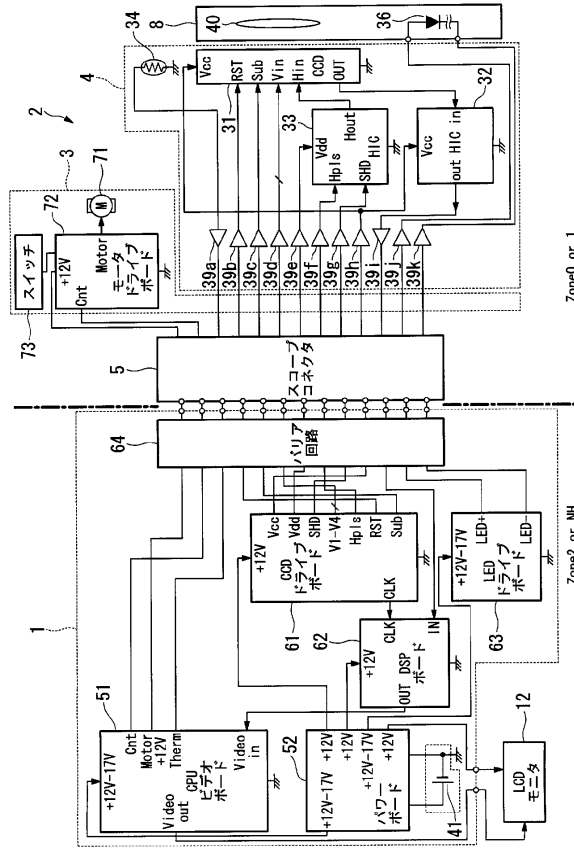 1
51
+12V-17V
Cnt
Motor
+12V
Therm
CPU
ビデオ
ボード
Video
out
Video
in
52
+12V-17V
+12V
+12V
+12V-17V
+12V
パワー
ボード
41
12
LCD
モニタ
61
+12V
CCD
ドライブ
ボード
Vcc
Vdd
SHD
V1-V4
Hpls
RST
Sub
CLK
62
+12V
CLK
OUT
DSP
ボード
IN
63
+12V-17V
LED
ドライブ
ボード
LED+
LED-
Zone2 or NH
64
バリア
回路
5
スコープ
コネクタ
73
スイッチ
72
+12V
Cnt
Motor
モータ
ドライブ
ボード
M
71
3
2
4
39a
39b
39c
39d
39e
39f
39g
39h
39i
39j
39k
34
31
Vcc
RST
Sub
Vin
Hin
CCD
OUT
33
Vdd
Hpls
SHD
HIC
Hout
32
Vcc
out
HIC
in
8
40
36
Zone0 or 1